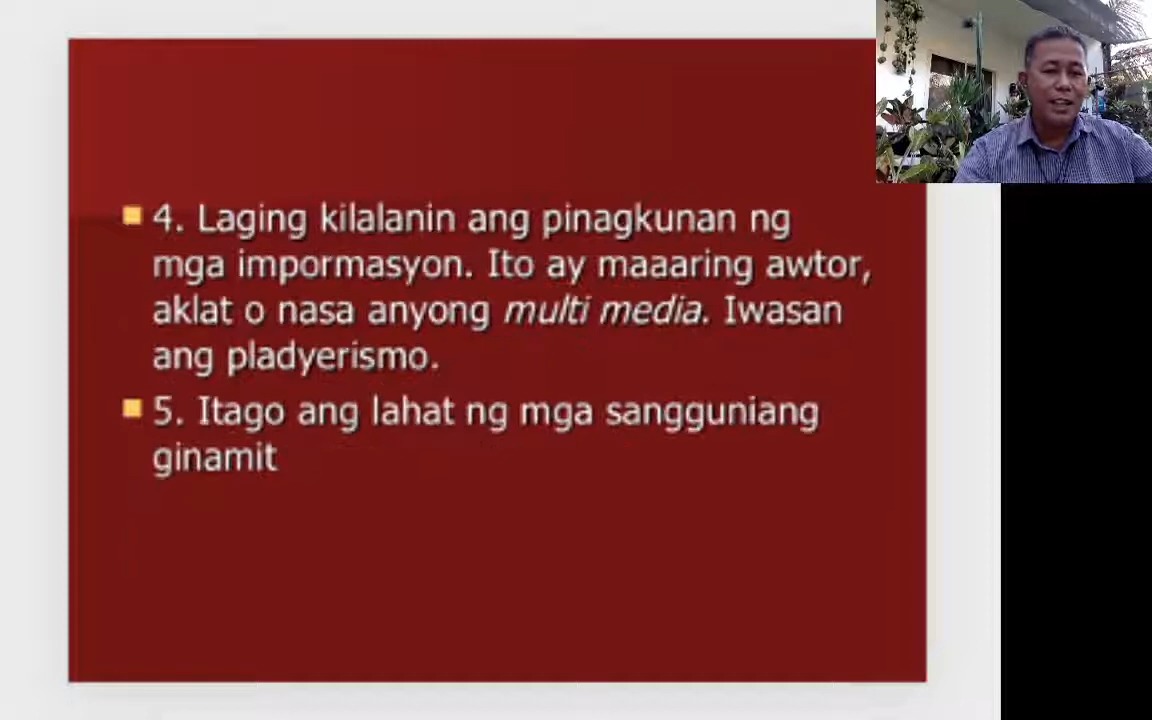 4. Laging kilalanin ang pinagkunan ng
mga impormasyon. Ito ay maaaring awtor,
aklat o nasa anyong multi media. Iwasan
ang pladyerismo.
5. Itago ang lahat ng mga sangguniang
ginamit